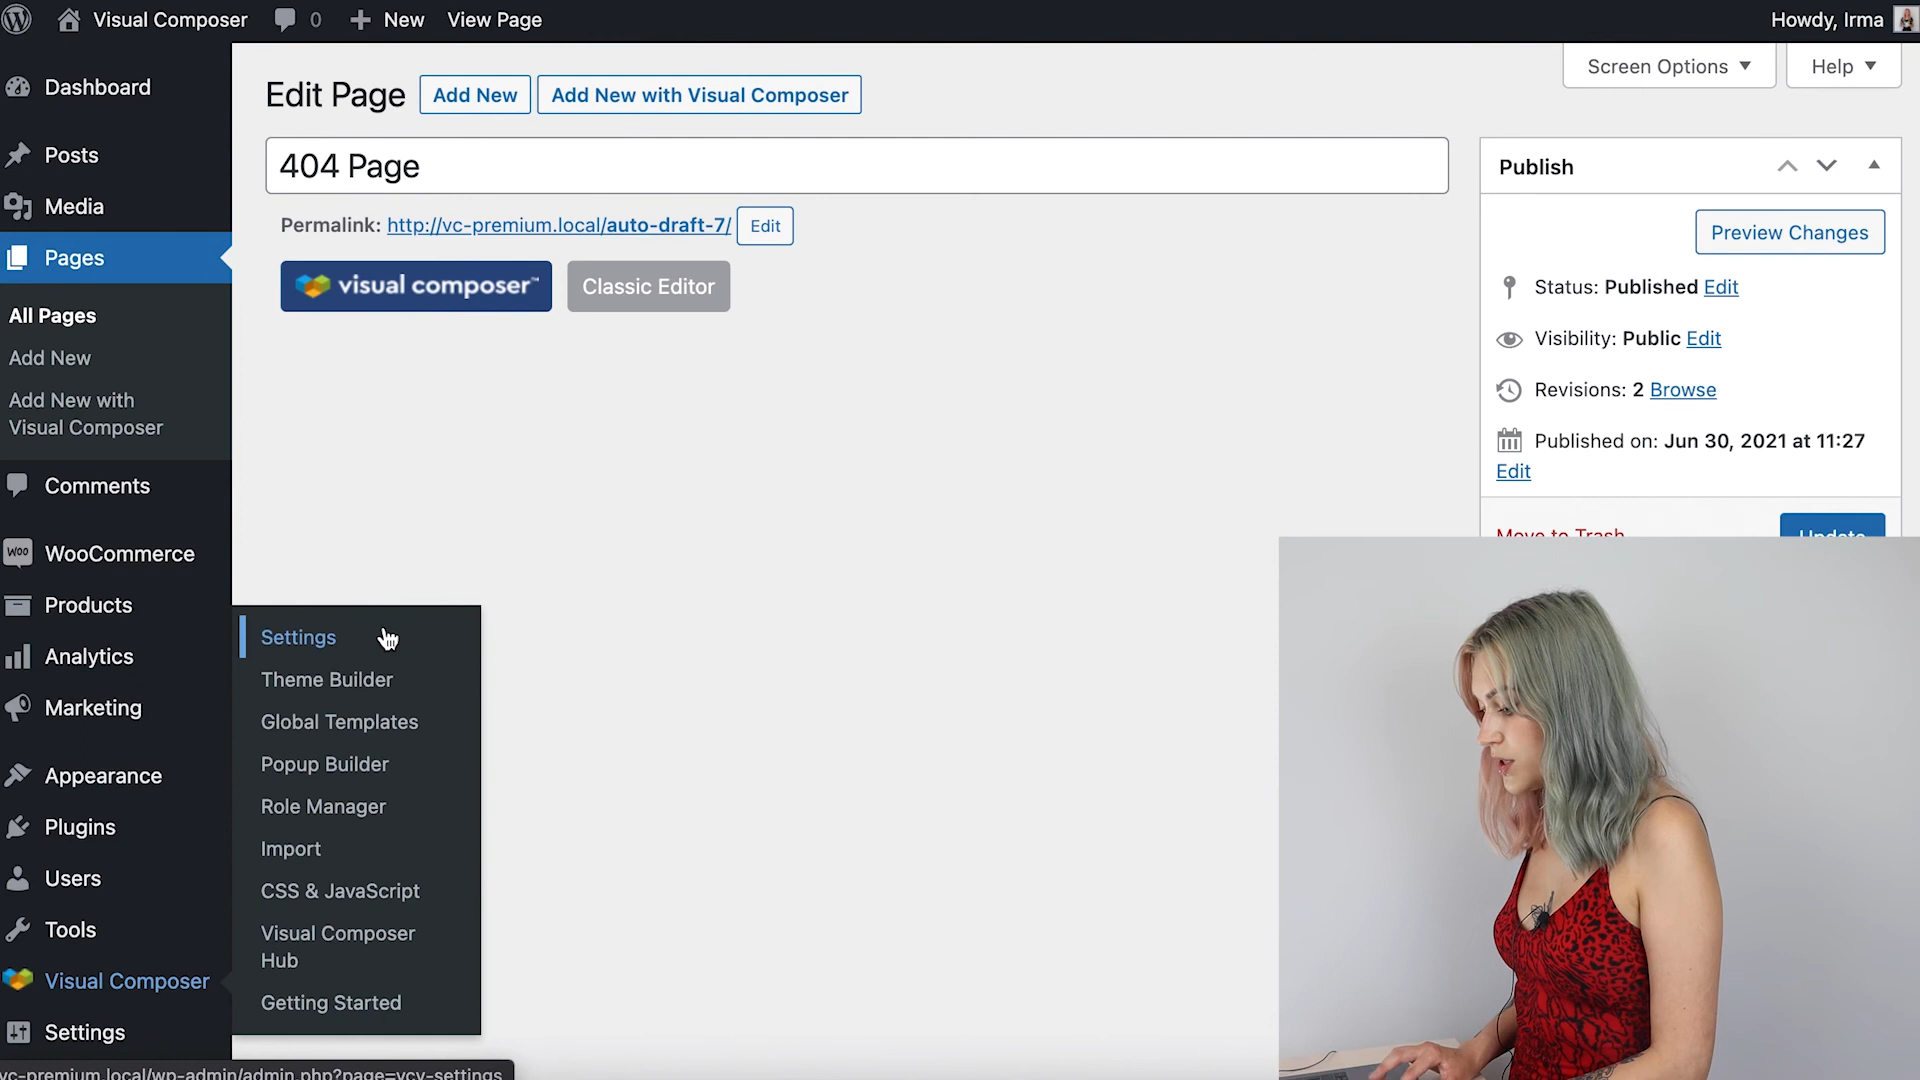 Visual Composer 0 New View Page Howdy, Irma
Dashboard
Posts
Media
Pages
All Pages
Add New
Add New with
Visual Composer
Comments
WooCommerce
Products
Analytics
Marketing
Appearance
Plugins
Users
Tools
Visual Composer
Settings
Settings
Theme Builder
Global Templates
Popup Builder
Role Manager
Import
CSS & JavaScript
Visual Composer
Hub
Getting Started
Edit Page Add New Add New with Visual Composer
Screen Options Help
404 Page
Permalink: http://vc-premium.local/auto-draft-7/ Edit
visual composer™ Classic Editor
Publish
Preview Changes
Status: Published Edit
Visibility: Public Edit
Revisions: 2 Browse
Published on: Jun 30, 2021 at 11:27
Edit
Move to Trash Update
vc-premium.local/wp-admin/admin.php?page=vcv-settings
WOO